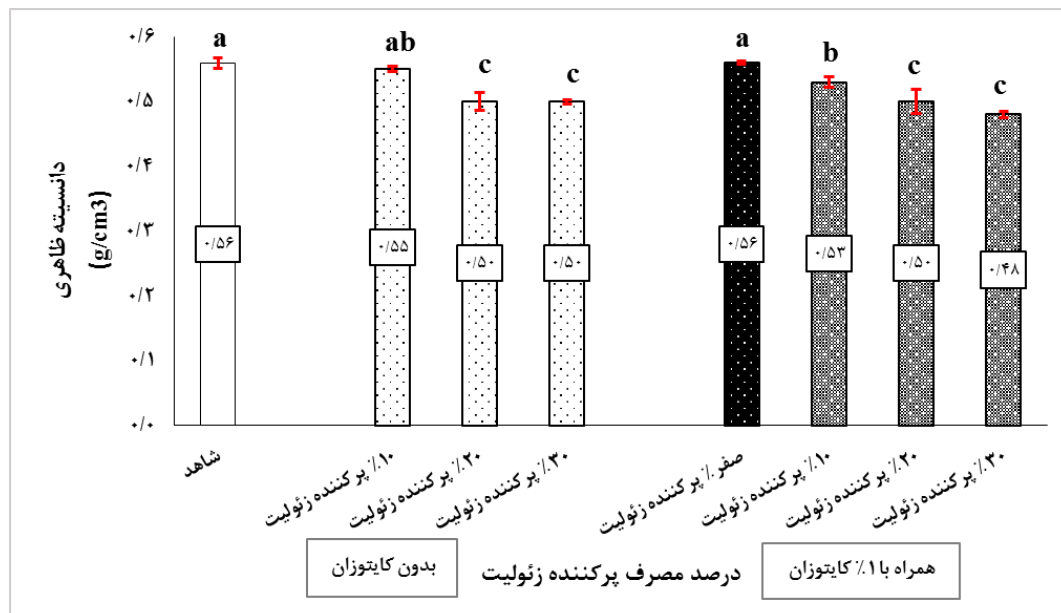 دانسیته ظاهری
(g/cm3)
۰/۶
۰/۵
۰/۴
۰/۳
۰/۲
۰/۱
۰/۰
a
ab
c
c
a
b
c
c
۰/۵۶
۰/۵۵
۰/۵۰
۰/۵۰
۰/۵۶
۰/۵۳
۰/۵۰
۰/۴۸
شاهد
۱۰٪ پرکننده زئولیت
۲۰٪ پرکننده زئولیت
۳۰٪ پرکننده زئولیت
صفر٪ پرکننده زئولیت
۱۰٪ پرکننده زئولیت
۲۰٪ پرکننده زئولیت
۳۰٪ پرکننده زئولیت
بدون کایتوزان
درصد مصرف پرکننده زئولیت
همراه با ۱٪ کایتوزان